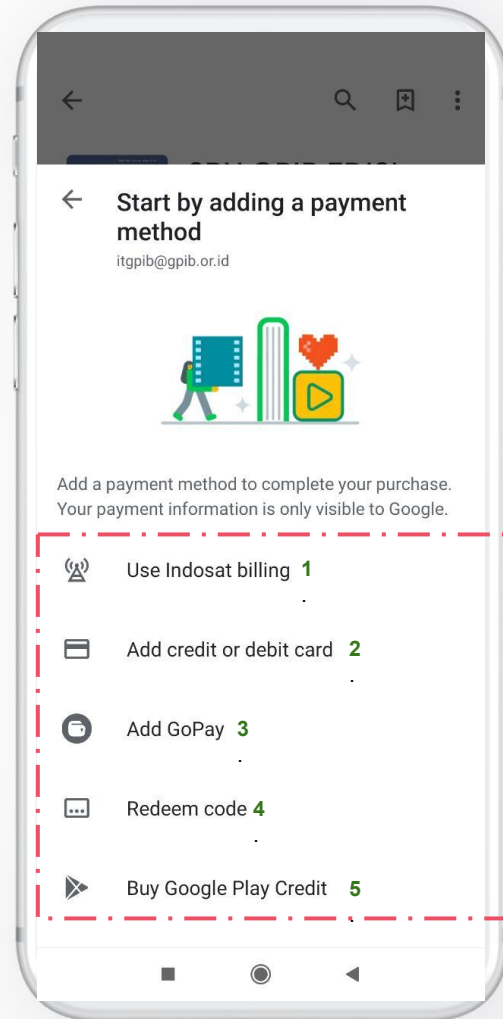 Start by adding a payment
method
itgpib@gpib.or.id
Add a payment method to complete your purchase.
Your payment information is only visible to Google.
Use Indosat billing 1
.
Add credit or debit card 2
.
Add GoPay 3
.
Redeem code 4
.
Buy Google Play Credit 5
.